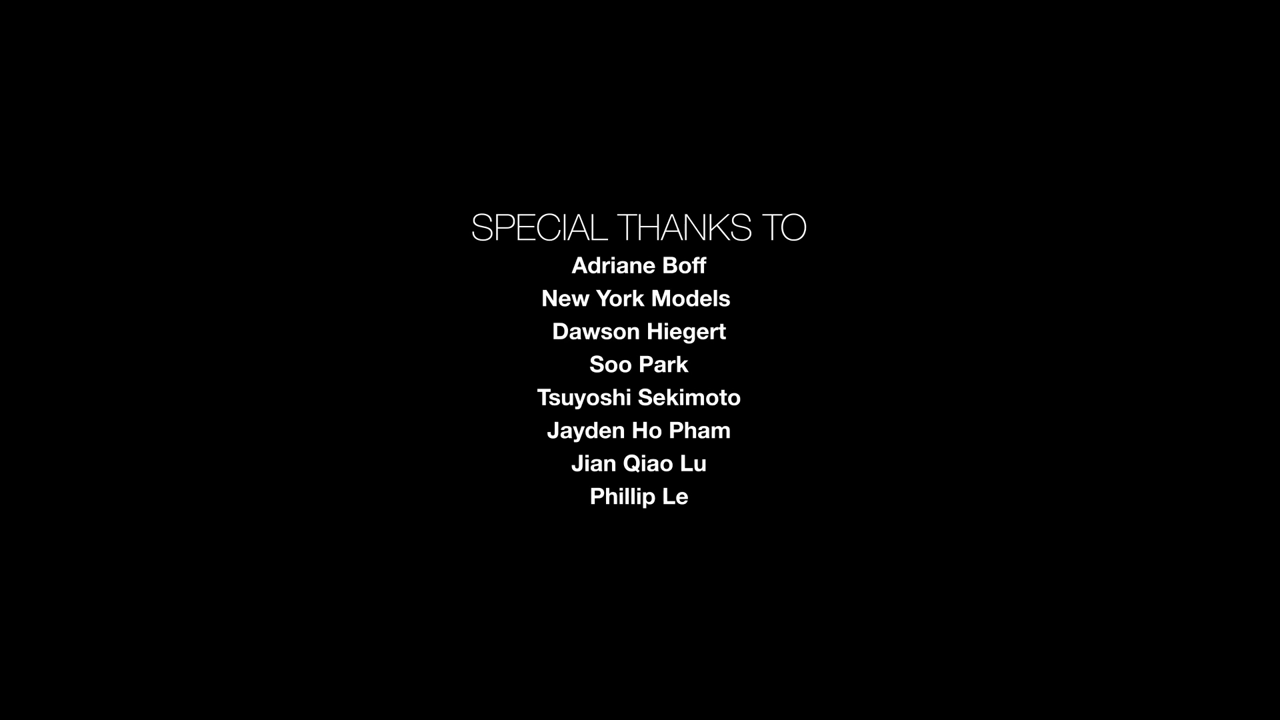 SPECIAL THANKS TO
Adriane Boff
New York Models
Dawson Hiegert
Soo Park
Tsuyoshi Sekimoto
Jayden Ho Pham
Jian Qiao Lu
Phillip Le